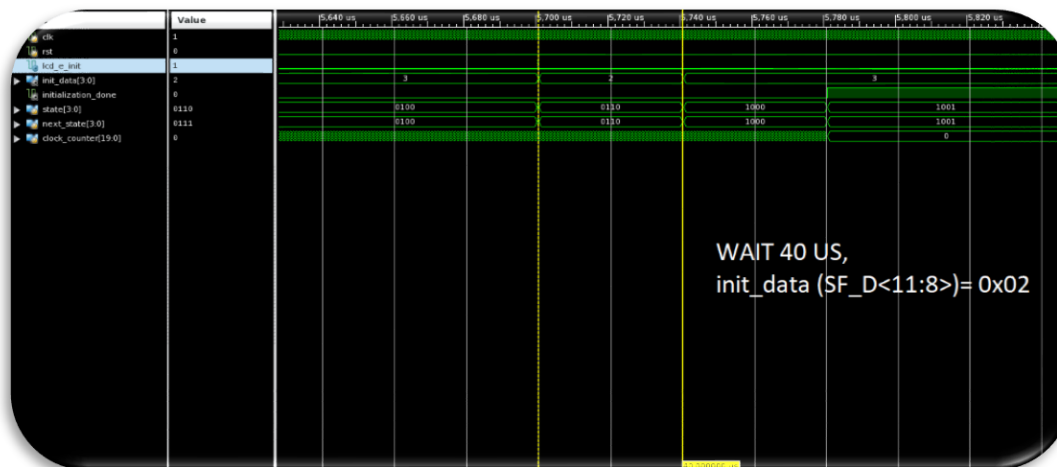 Value
5,640 us 5,660 us 5,680 us 5,700 us 5,720 us 5,740 us 5,760 us 5,780 us 5,800 us 5,820 us
clk 1
rst 0
lcd_e_init 1
init_data[3:0] 2 3 2 3
initialization_done 0
state[3:0] 0110 0100 0110 1000 1001
next_state[3:0] 0111 0100 0110 1000 1001
clock_counter[19:0] 0 0
WAIT 40 US,
init_data (SF_D<11:8>)= 0x02